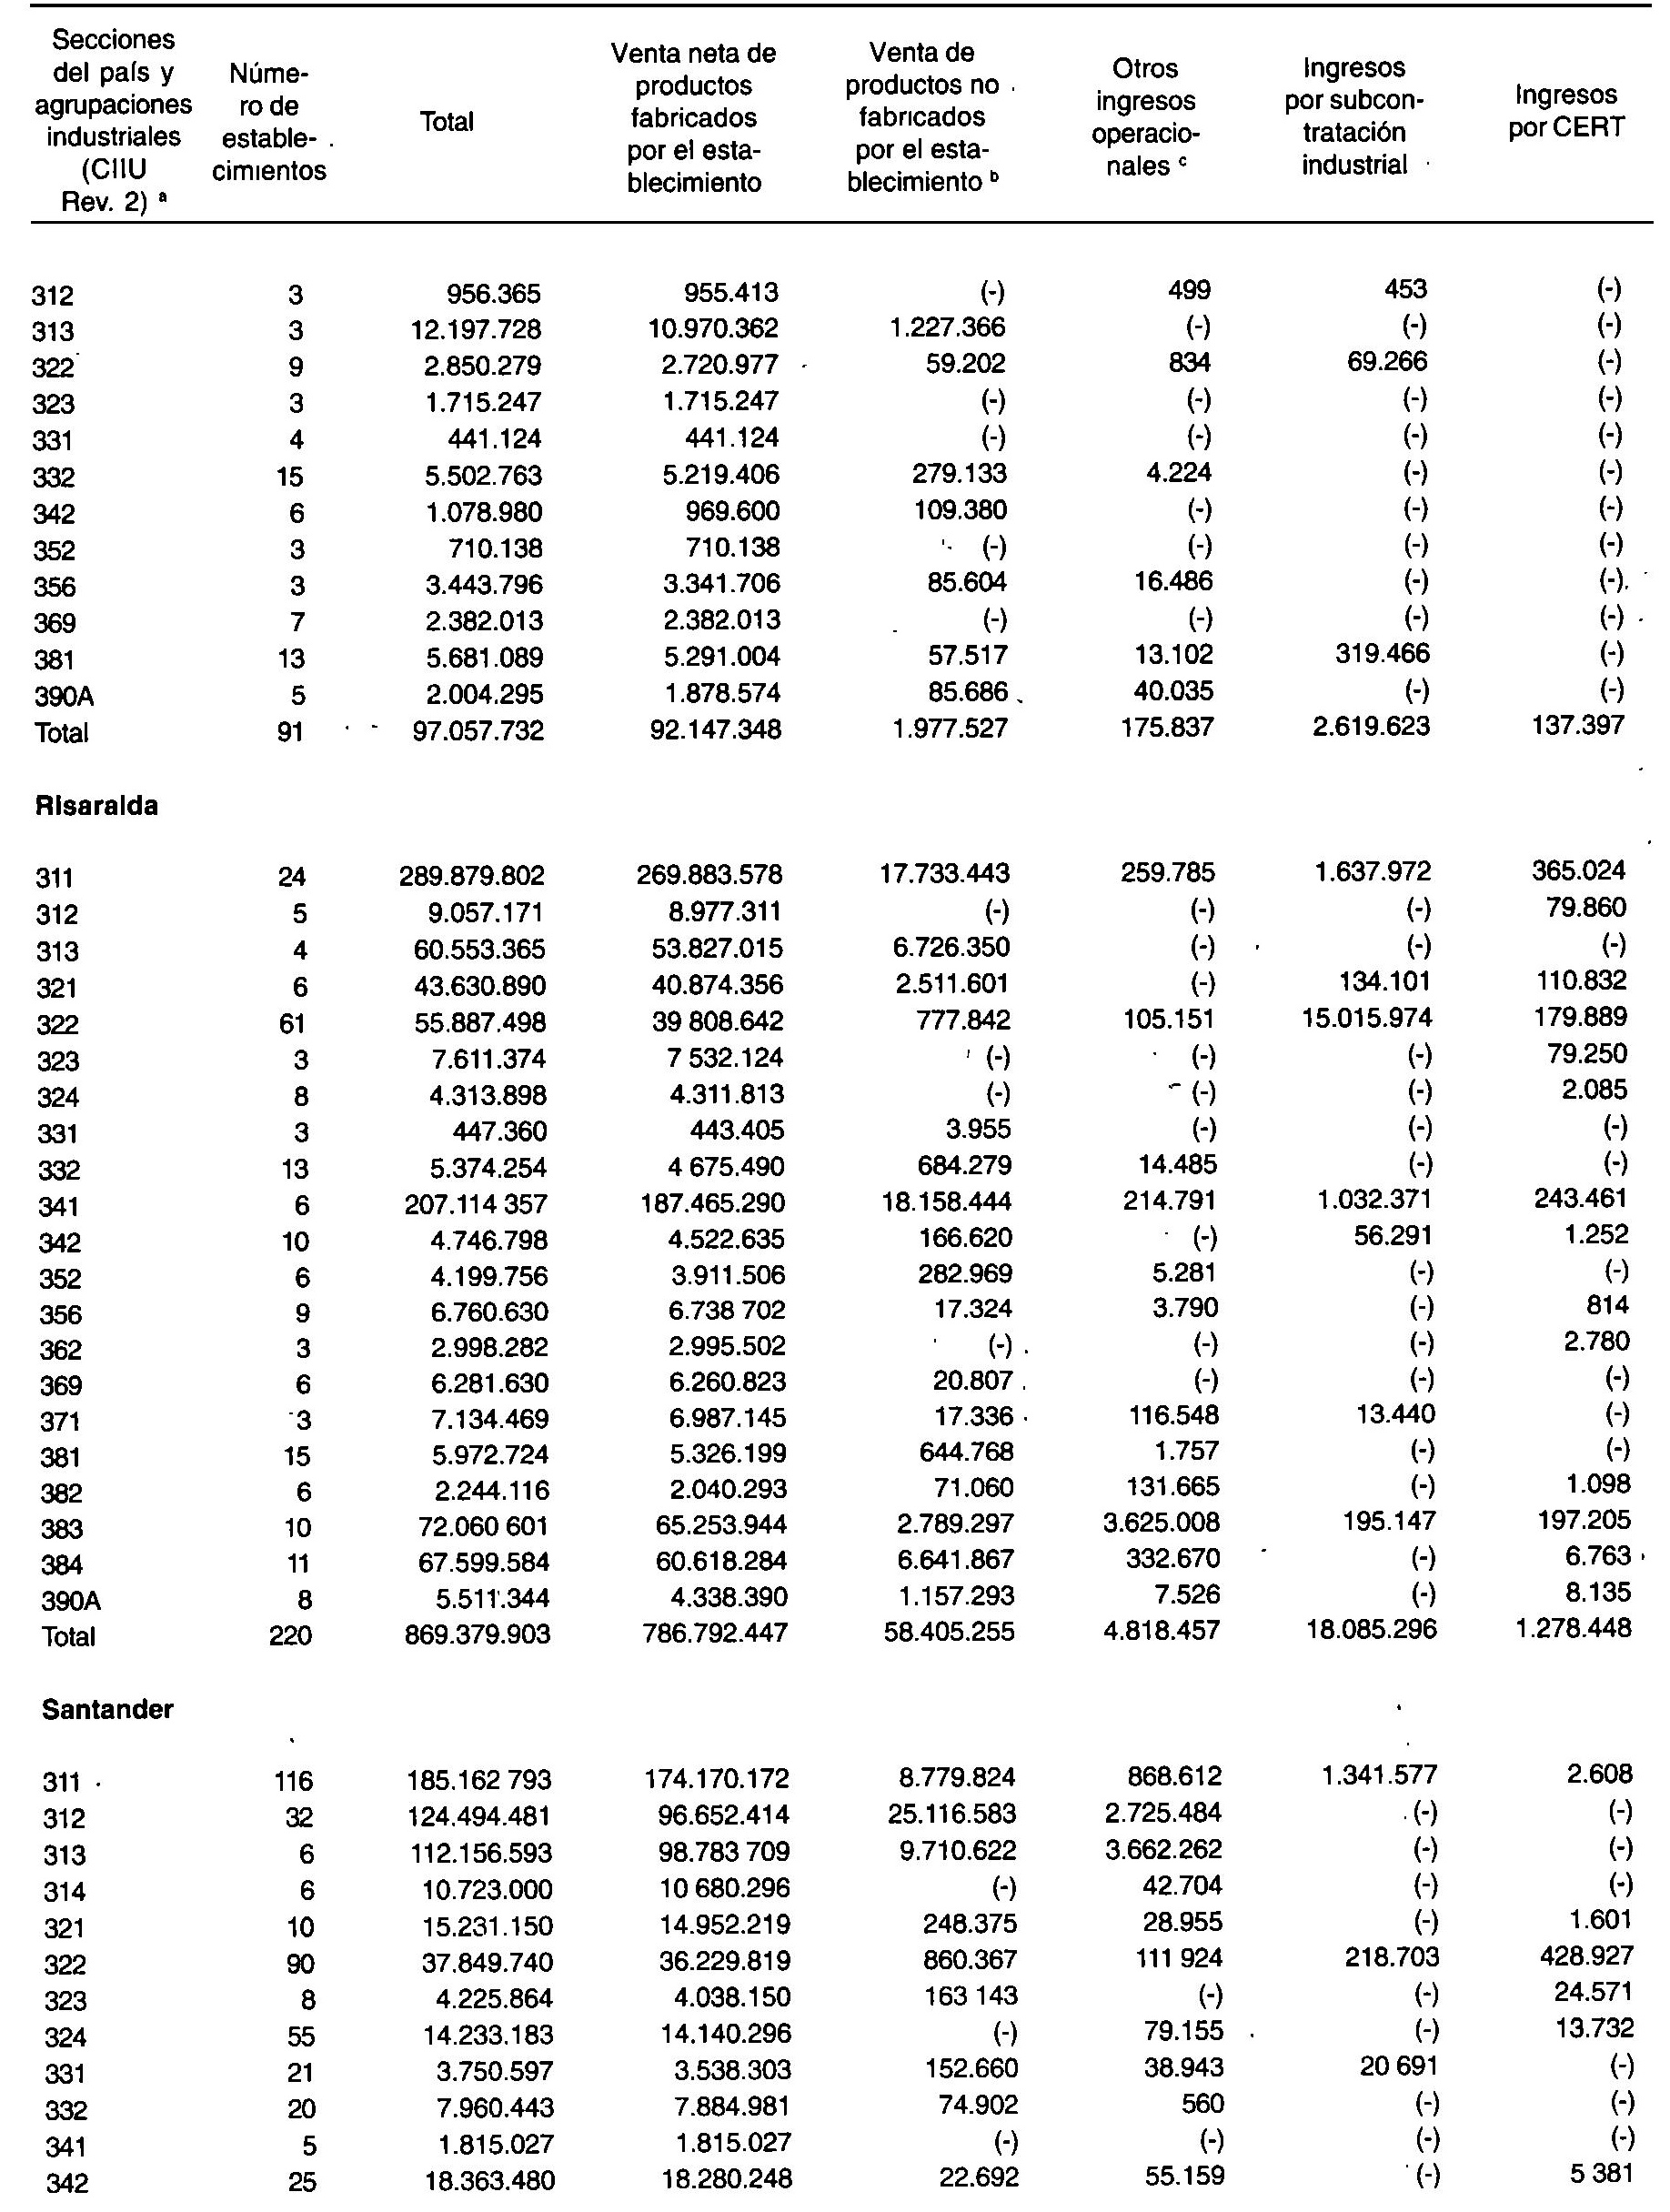 Secciones del país y agrupaciones industriales (CIIU Rev. 2) a | Núme- ro de estable- cimientos | Total | Venta neta de productos fabricados por el esta- blecimiento | Venta de productos no fabricados por el esta- blecimiento b | Otros ingresos operacio- nales c | Ingresos por subcon- tratación industrial | Ingresos por CERT
312 3 956.365 955.413 (-) 499 453 (-)
313 3 12.197.728 10.970.362 1.227.366 (-) (-) (-)
322 9 2.850.279 2.720.977 59.202 834 69.266 (-)
323 3 1.715.247 1.715.247 (-) (-) (-) (-)
331 4 441.124 441.124 (-) (-) (-) (-)
332 15 5.502.763 5.219.406 279.133 4.224 (-) (-)
342 6 1.078.980 969.600 109.380 (-) (-) (-)
352 3 710.138 710.138 (-) (-) (-) (-)
356 3 3.443.796 3.341.706 85.604 16.486 (-) (-)
369 7 2.382.013 2.382.013 (-) (-) (-) (-)
381 13 5.681.089 5.291.004 57.517 13.102 319.466 (-)
390A 5 2.004.295 1.878.574 85.686 40.035 (-) (-)
Total 91 97.057.732 92.147.348 1.977.527 175.837 2.619.623 137.397
Risaralda
311 24 289.879.802 269.883.578 17.733.443 259.785 1.637.972 365.024
312 5 9.057.171 8.977.311 (-) (-) (-) 79.860
313 4 60.553.365 53.827.015 6.726.350 (-) (-) (-)
321 6 43.630.890 40.874.356 2.511.601 (-) 134.101 110.832
322 61 55.887.498 39 808.642 777.842 105.151 15.015.974 179.889
323 3 7.611.374 7 532.124 (-) (-) (-) 79.250
324 8 4.313.898 4.311.813 (-) (-) (-) 2.085
331 3 447.360 443.405 3.955 (-) (-) (-)
332 13 5.374.254 4 675.490 684.279 14.485 (-) (-)
341 6 207.114 357 187.465.290 18.158.444 214.791 1.032.371 243.461
342 10 4.746.798 4.522.635 166.620 (-) 56.291 1.252
352 6 4.199.756 3.911.506 282.969 5.281 (-) (-)
356 9 6.760.630 6.738 702 17.324 3.790 (-) 814
362 3 2.998.282 2.995.502 (-) (-) (-) 2.780
369 6 6.281.630 6.260.823 20.807 (-) (-) (-)
371 3 7.134.469 6.987.145 17.336 116.548 13.440 (-)
381 15 5.972.724 5.326.199 644.768 1.757 (-) (-)
382 6 2.244.116 2.040.293 71.060 131.665 (-) 1.098
383 10 72.060 601 65.253.944 2.789.297 3.625.008 195.147 197.205
384 11 67.599.584 60.618.284 6.641.867 332.670 (-) 6.763
390A 8 5.511.344 4.338.390 1.157.293 7.526 (-) 8.135
Total 220 869.379.903 786.792.447 58.405.255 4.818.457 18.085.296 1.278.448
Santander
311 116 185.162 793 174.170.172 8.779.824 868.612 1.341.577 2.608
312 32 124.494.481 96.652.414 25.116.583 2.725.484 (-) (-)
313 6 112.156.593 98.783 709 9.710.622 3.662.262 (-) (-)
314 6 10.723.000 10 680.296 (-) 42.704 (-) (-)
321 10 15.231.150 14.952.219 248.375 28.955 (-) 1.601
322 90 37.849.740 36.229.819 860.367 111 924 218.703 428.927
323 8 4.225.864 4.038.150 163 143 (-) (-) 24.571
324 55 14.233.183 14.140.296 (-) 79.155 (-) 13.732
331 21 3.750.597 3.538.303 152.660 38.943 20 691 (-)
332 20 7.960.443 7.884.981 74.902 560 (-) (-)
341 5 1.815.027 1.815.027 (-) (-) (-) (-)
342 25 18.363.480 18.280.248 22.692 55.159 (-) 5 381